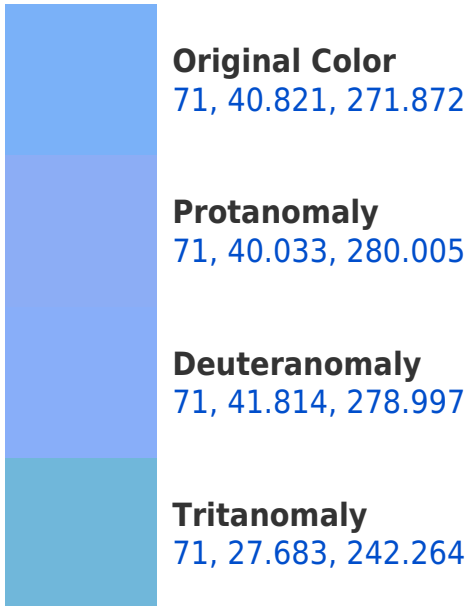 Original Color
71, 40.821, 271.872
Protanomaly
71, 40.033, 280.005
Deuteranomaly
71, 41.814, 278.997
Tritanomaly
71, 27.683, 242.264